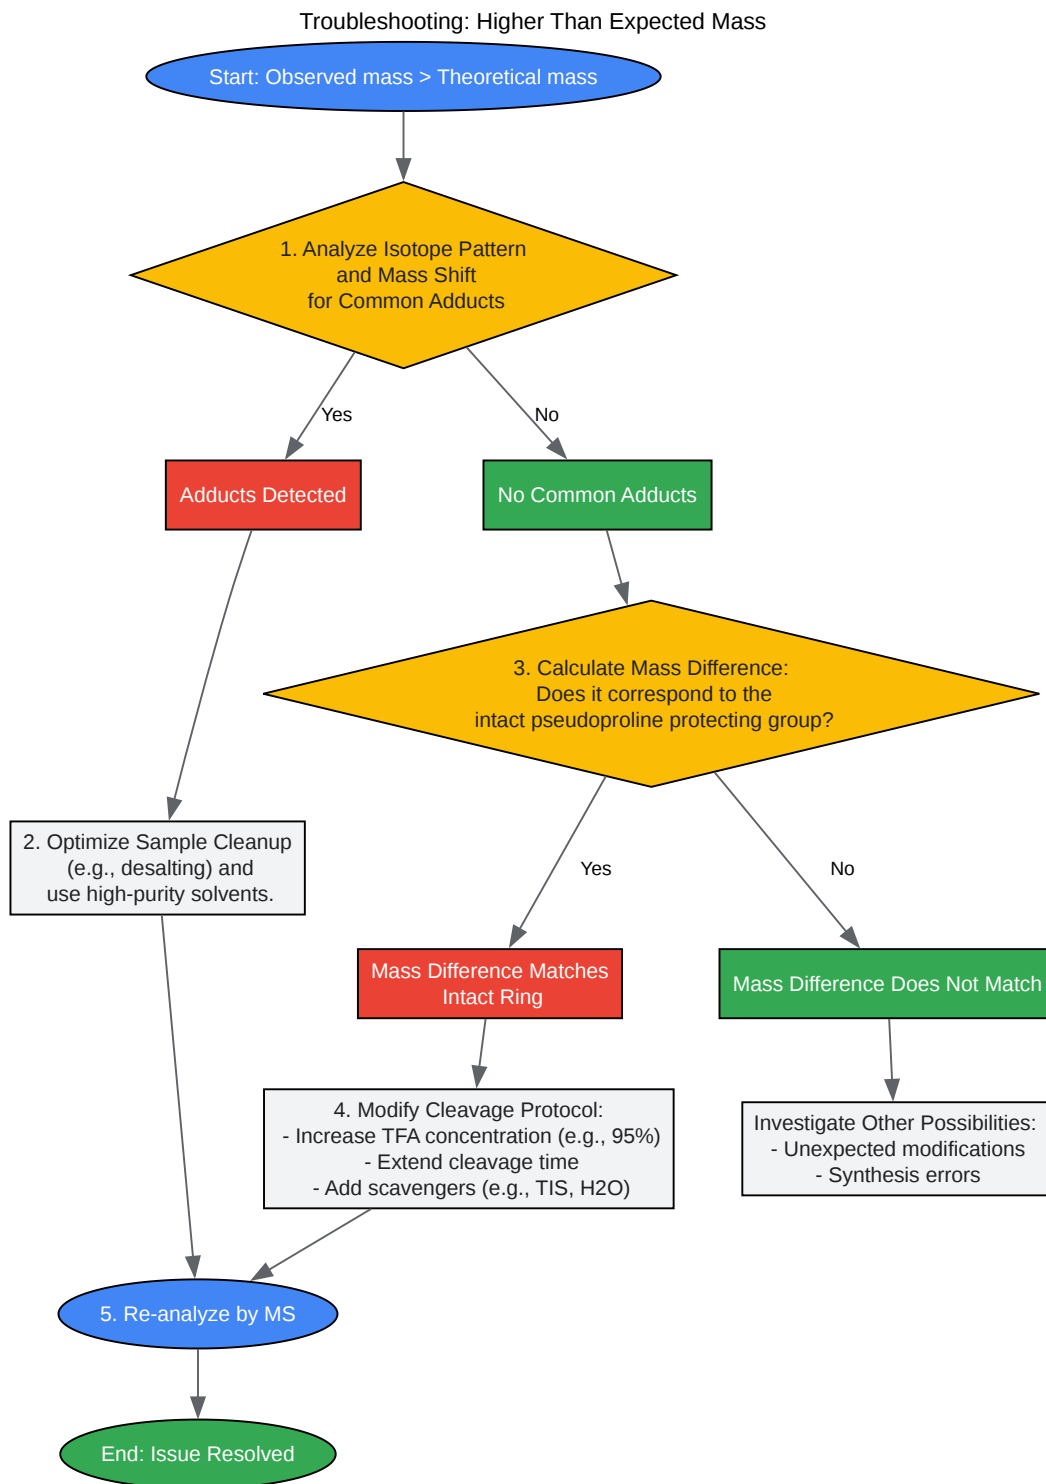 Troubleshooting: Higher Than Expected Mass
Start: Observed mass > Theoretical mass
1. Analyze Isotope Pattern
and Mass Shift
for Common Adducts
Yes
No
Adducts Detected
No Common Adducts
3. Calculate Mass Difference:
Does it correspond to the
intact pseudoproline protecting group?
2. Optimize Sample Cleanup
(e.g., desalting) and
use high-purity solvents.
Yes
No
Mass Difference Matches
Intact Ring
Mass Difference Does Not Match
4. Modify Cleavage Protocol:
- Increase TFA concentration (e.g., 95%)
- Extend cleavage time
- Add scavengers (e.g., TIS, H2O)
Investigate Other Possibilities:
- Unexpected modifications
- Synthesis errors
5. Re-analyze by MS
End: Issue Resolved